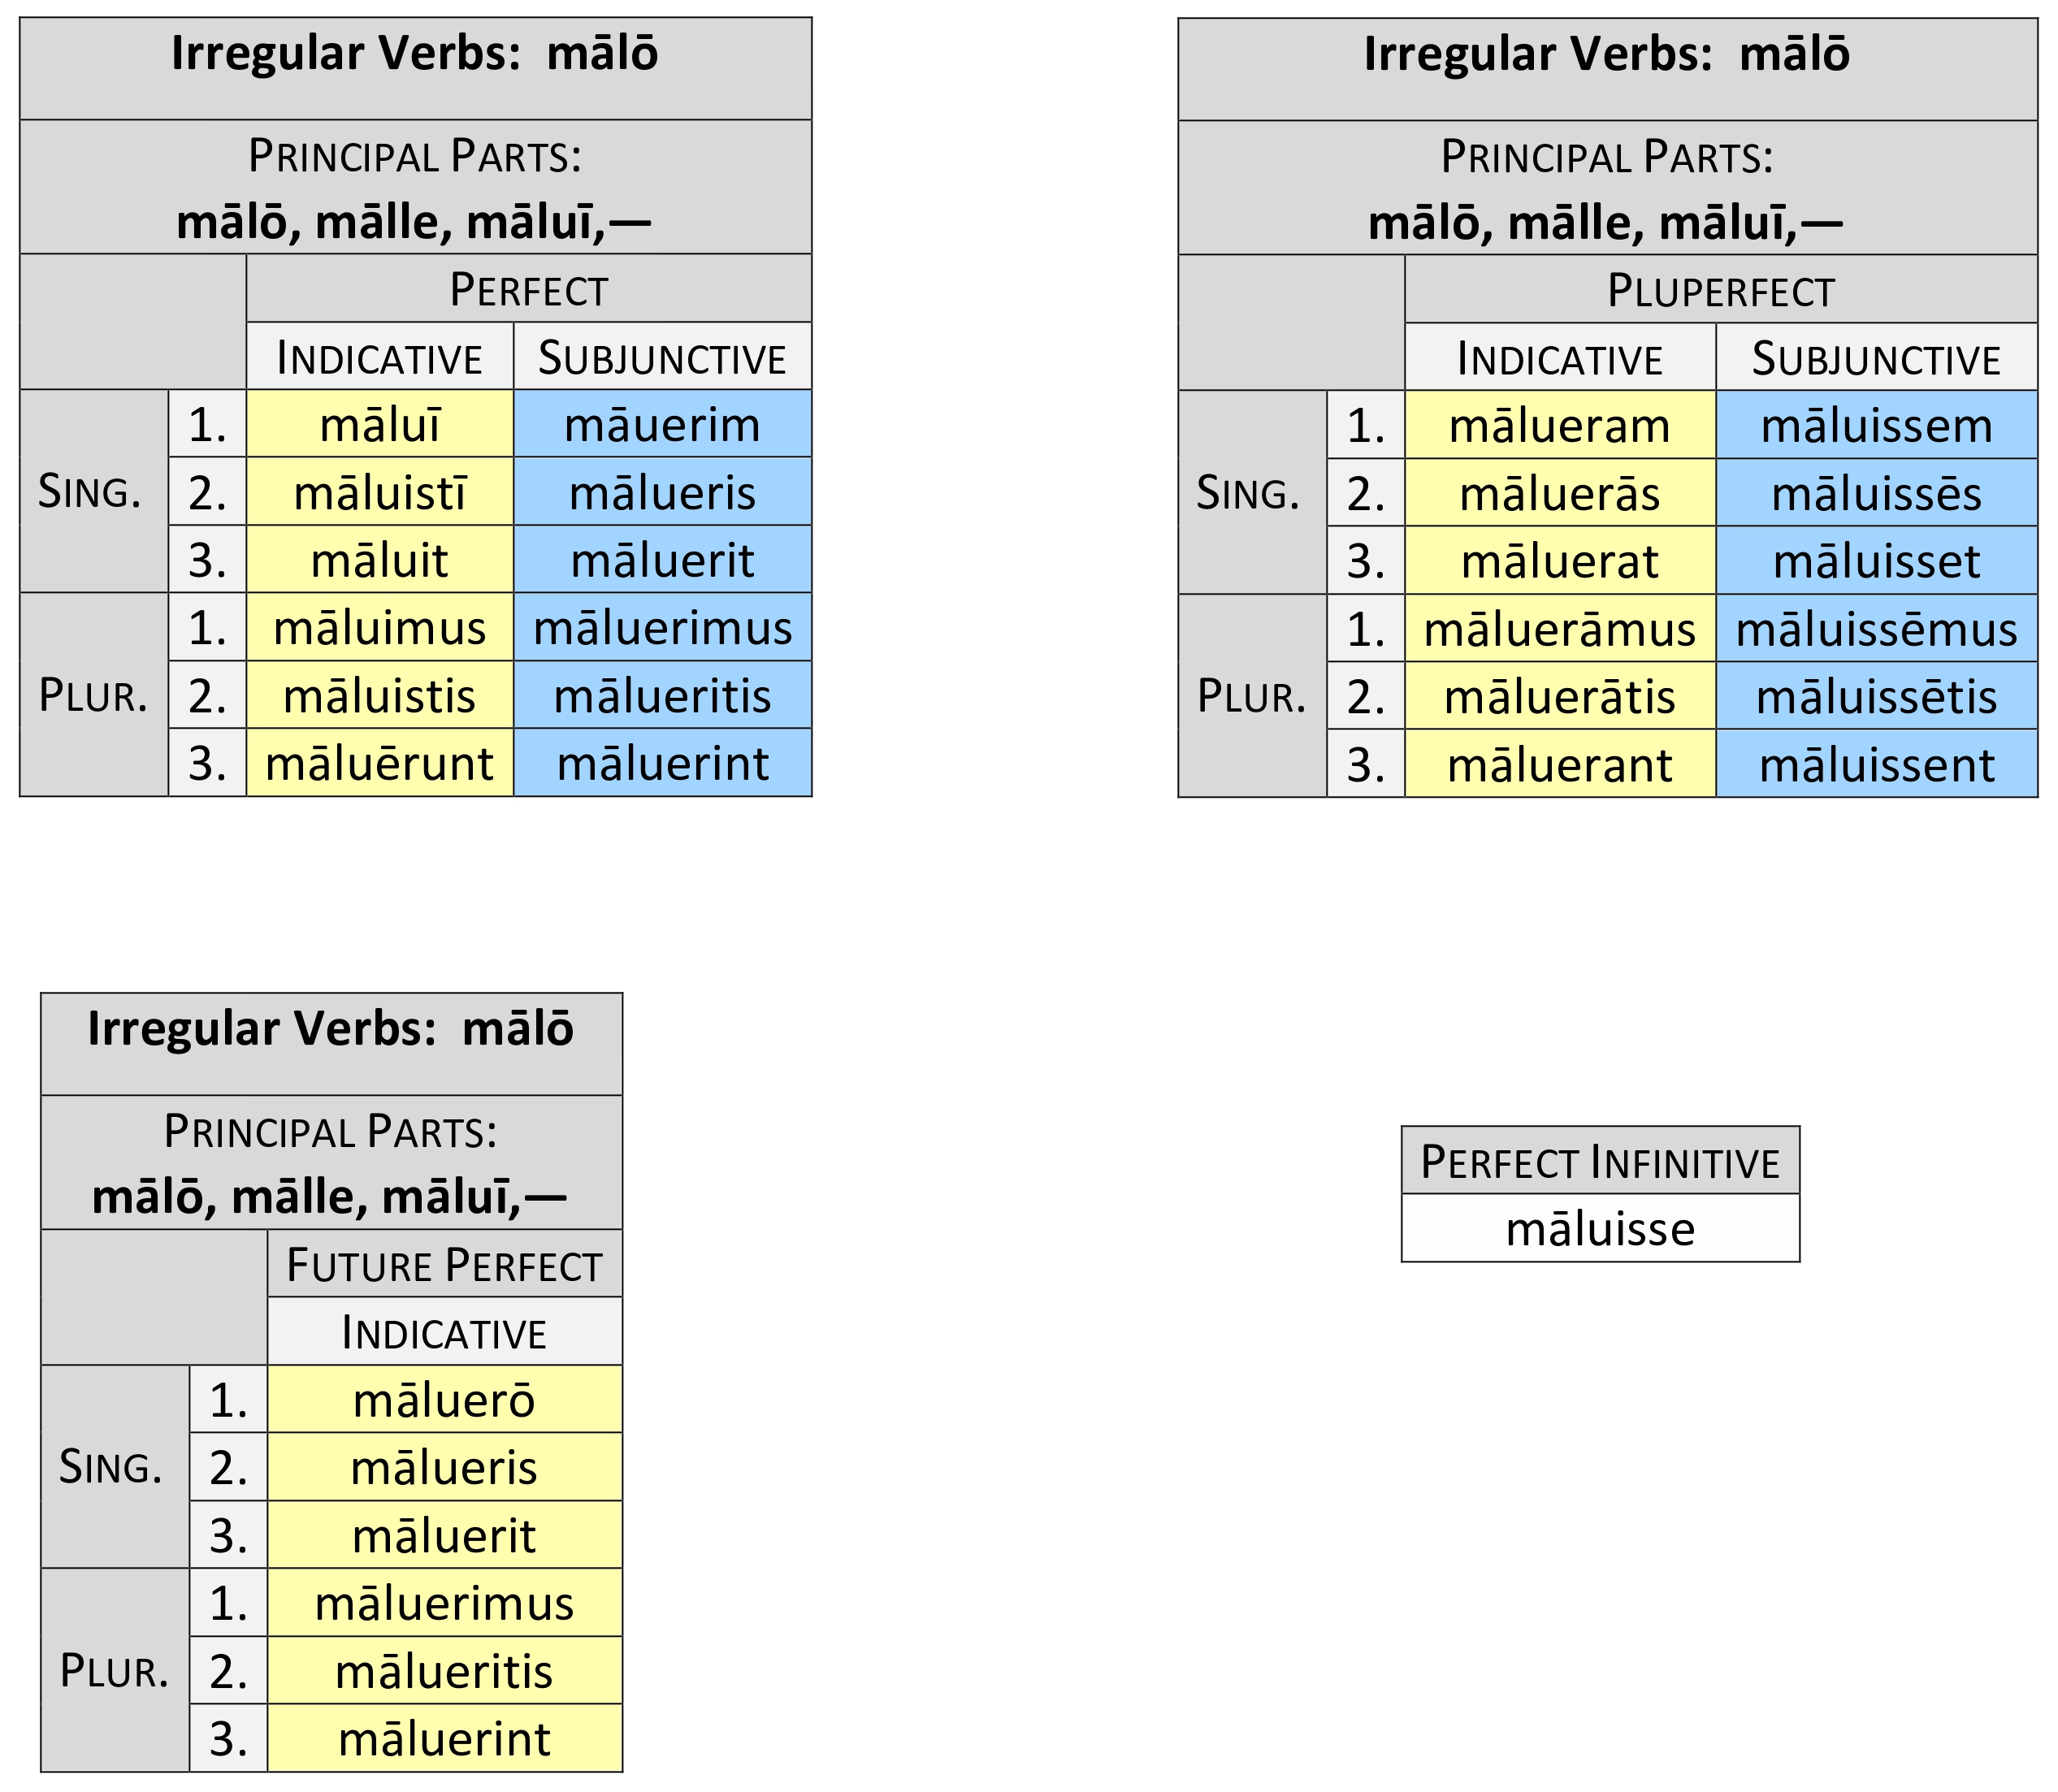 Irregular Verbs: mālō
PRINCIPAL PARTS:
mālō, mālle, māluī,—
PERFECT
INDICATIVE SUBJUNCTIVE
SING.
1. māluī māuerim
2. māluistī mālueris
3. māluit māluerit
PLUR.
1. māluimus māluerimus
2. māluistis mālueritis
3. māluērunt māluerint
Irregular Verbs: mālō
PRINCIPAL PARTS:
mālō, mālle, māluī,—
PLUPERFECT
INDICATIVE SUBJUNCTIVE
SING.
1. mālueram māluissem
2. māluerās māluissēs
3. māluerat māluisset
PLUR.
1. māluerāmus māluissēmus
2. māluerātis māluissētis
3. māluerant māluissent
Irregular Verbs: mālō
PRINCIPAL PARTS:
mālō, mālle, māluī,—
FUTURE PERFECT
INDICATIVE
SING.
1. māluerō
2. mālueris
3. māluerit
PLUR.
1. māluerimus
2. mālueritis
3. māluerint
PERFECT INFINITIVE
māluisse